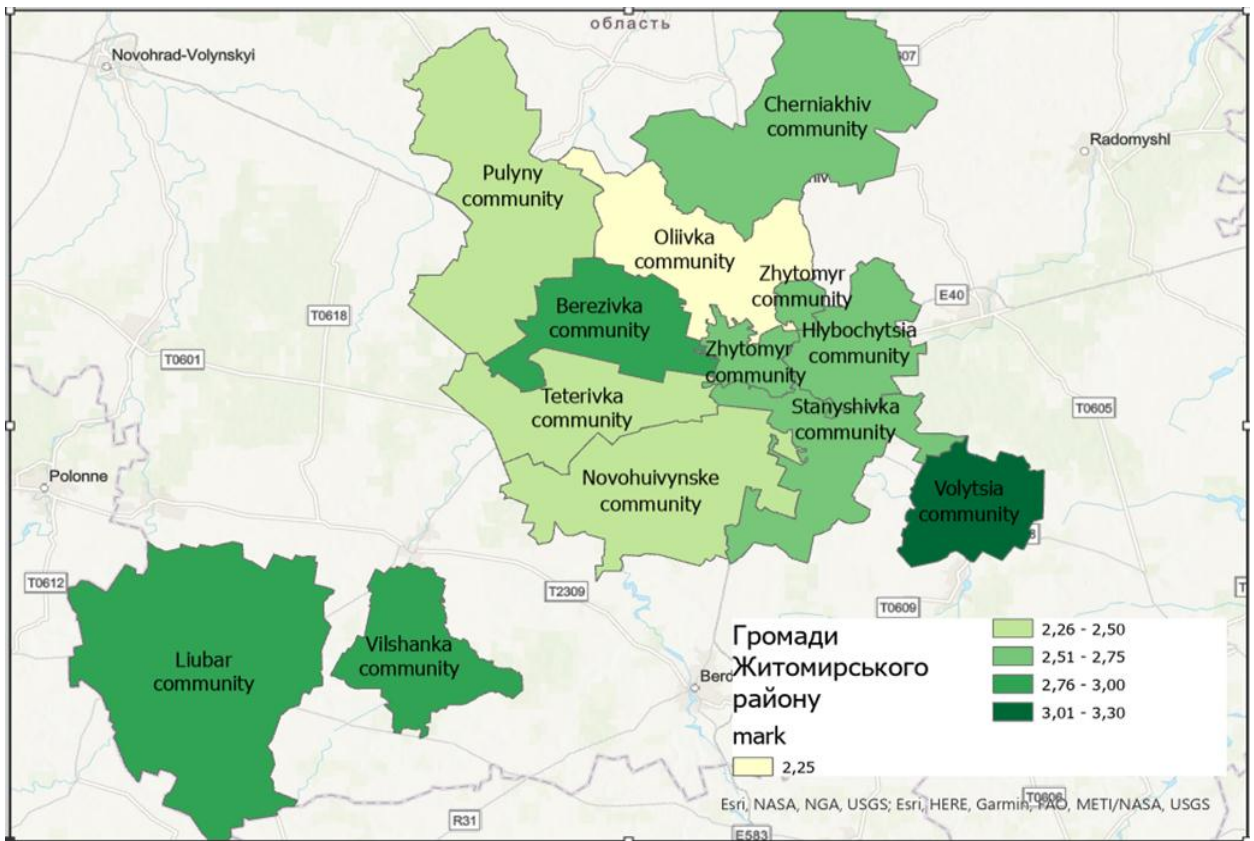 область
Novohrad-Volynskyi
Cherniakhiv
community
Radomyshl
Pulyny
community
Oliivka
community
Zhytomyr
community
E40
T0618
Berezivka
community
Hlybochytsia
community
Zhytomyr
community
T0601
Teterivka
community
Stanyshivka
community
T0605
Polonne
Novohuivynske
community
Volytsia
community
T0612
T2309
T0609
Liubar
community
Vilshanka
community
Громади
Житомирського
району
mark
2,25
2,26 - 2,50
2,51 - 2,75
2,76 - 3,00
3,01 - 3,30
T0606
Esri, NASA, NGA, USGS; Esri, HERE, Garmin, FAO, METI/NASA, USGS
R31
E583